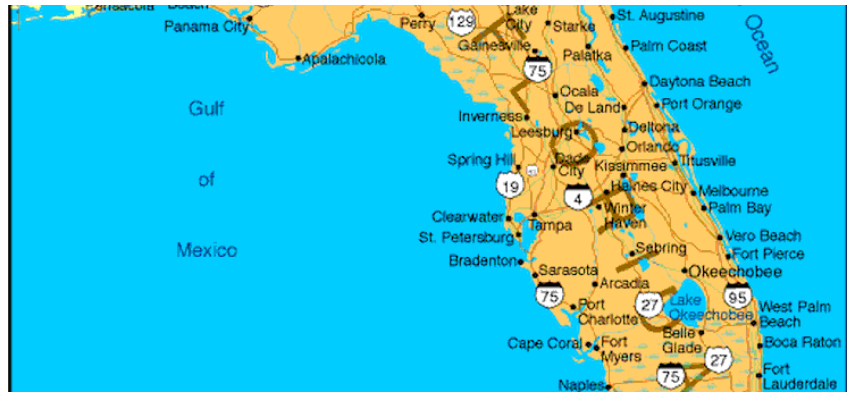 Pensacola
Beach
Panama City
Apalachicola
Perry
129
Lake
City
Starke
St. Augustine
Gainesville
Palatka
Palm Coast
75
Ocean
Ocala
Daytona Beach
De Land
Port Orange
Inverness
Leesburg
Deltona
Orlando
Gulf
of
Mexico
Spring Hill
Dade
City
Kissimmee
Titusville
19
4
Haines City
Melbourne
Winter
Haven
Palm Bay
Clearwater
Tampa
St. Petersburg
Vero Beach
Sebring
Fort Pierce
Bradenton
Sarasota
Okeechobee
Arcadia
75
27
95
Lake
Okeechobee
Port
Charlotte
West Palm
Beach
Belle
Glade
Cape Coral
Fort
Myers
Boca Raton
27
75
Fort
Lauderdale
Naples